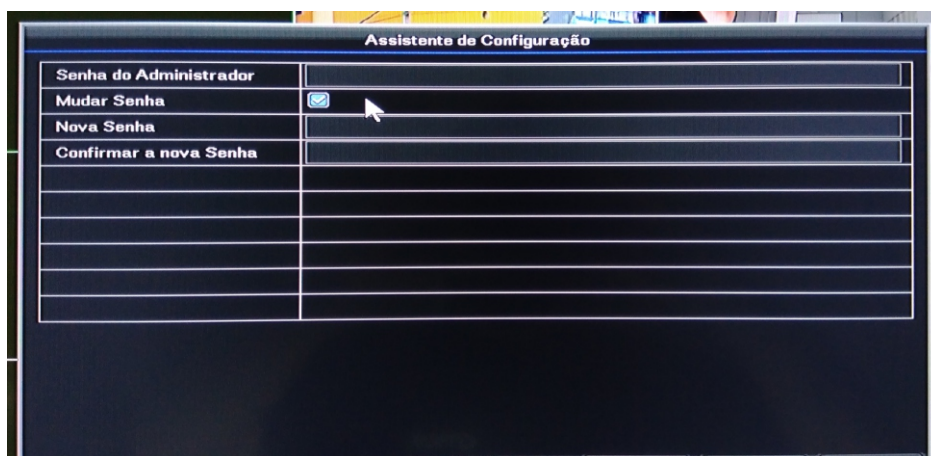 Assistente de Configuração
Senha do Administrador
Mudar Senha
Nova Senha
Confirmar a nova Senha